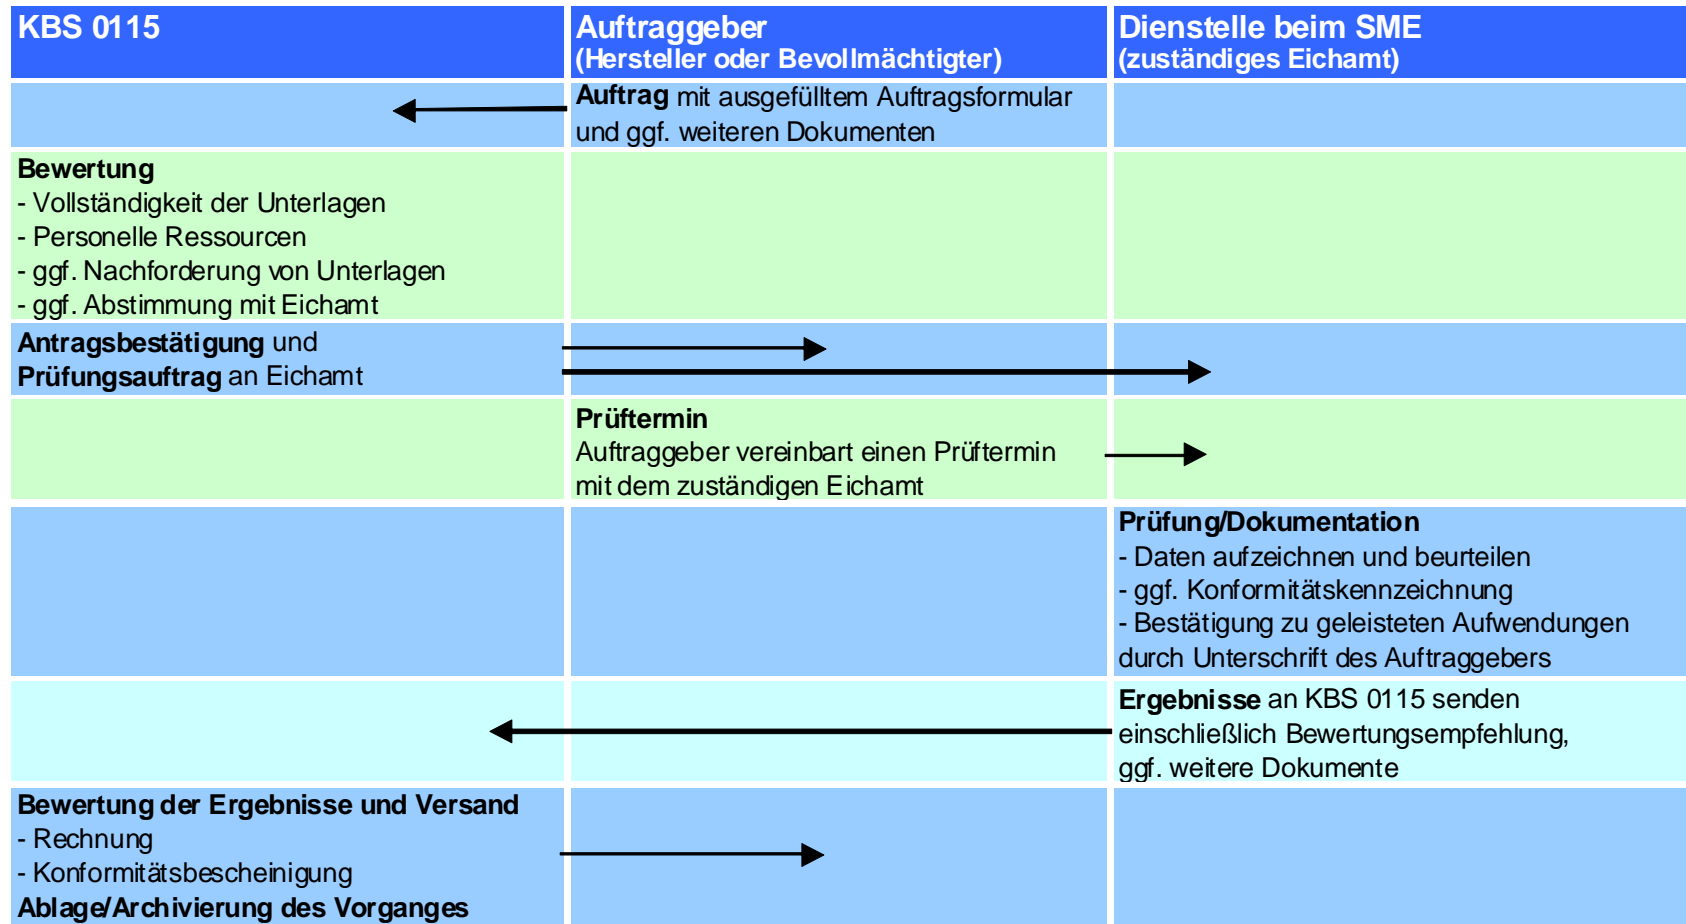 KBS 0115
Auftraggeber
(Hersteller oder Bevollmächtigter)
Dienstelle beim SME
(zuständiges Eichamt)
Auftrag mit ausgefülltem Auftragsformular
und ggf. weiteren Dokumenten
Bewertung
- Vollständigkeit der Unterlagen
- Personelle Ressourcen
- ggf. Nachforderung von Unterlagen
- ggf. Abstimmung mit Eichamt
Antragsbestätigung und
Prüfungsauftrag an Eichamt
Prüftermin
Auftraggeber vereinbart einen Prüftermin
mit dem zuständigen Eichamt
Prüfung/Dokumentation
- Daten aufzeichnen und beurteilen
- ggf. Konformitätskennzeichnung
- Bestätigung zu geleisteten Aufwendungen
durch Unterschrift des Auftraggebers
Ergebnisse an KBS 0115 senden
einschließlich Bewertungsempfehlung,
ggf. weitere Dokumente
Bewertung der Ergebnisse und Versand
- Rechnung
- Konformitätsbescheinigung
Ablage/Archivierung des Vorganges